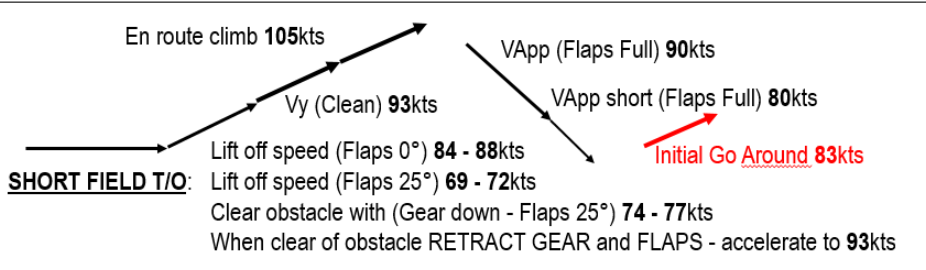 En route climb 105kts
VApp (Flaps Full) 90kts
Vy (Clean) 93kts
VApp short (Flaps Full) 80kts
Initial Go Around 83kts
Lift off speed (Flaps 0°) 84 - 88kts
SHORT FIELD T/O: Lift off speed (Flaps 25°) 69 - 72kts
Clear obstacle with (Gear down - Flaps 25°) 74 - 77kts
When clear of obstacle RETRACT GEAR and FLAPS - accelerate to 93kts